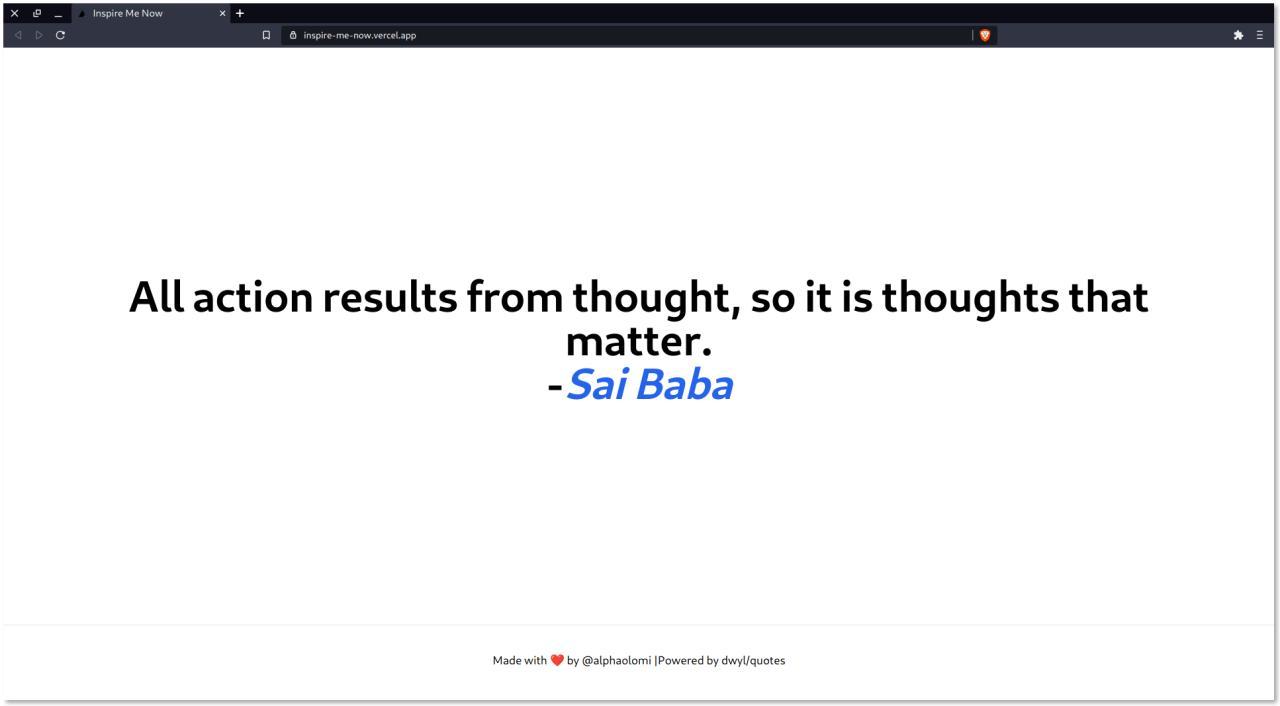 Inspire Me Now
inspire-me-now.vercel.app
All action results from thought, so it is thoughts that
matter.
-Sai Baba
Made with ❤️ by @alphaolomi |Powered by dwyl/quotes